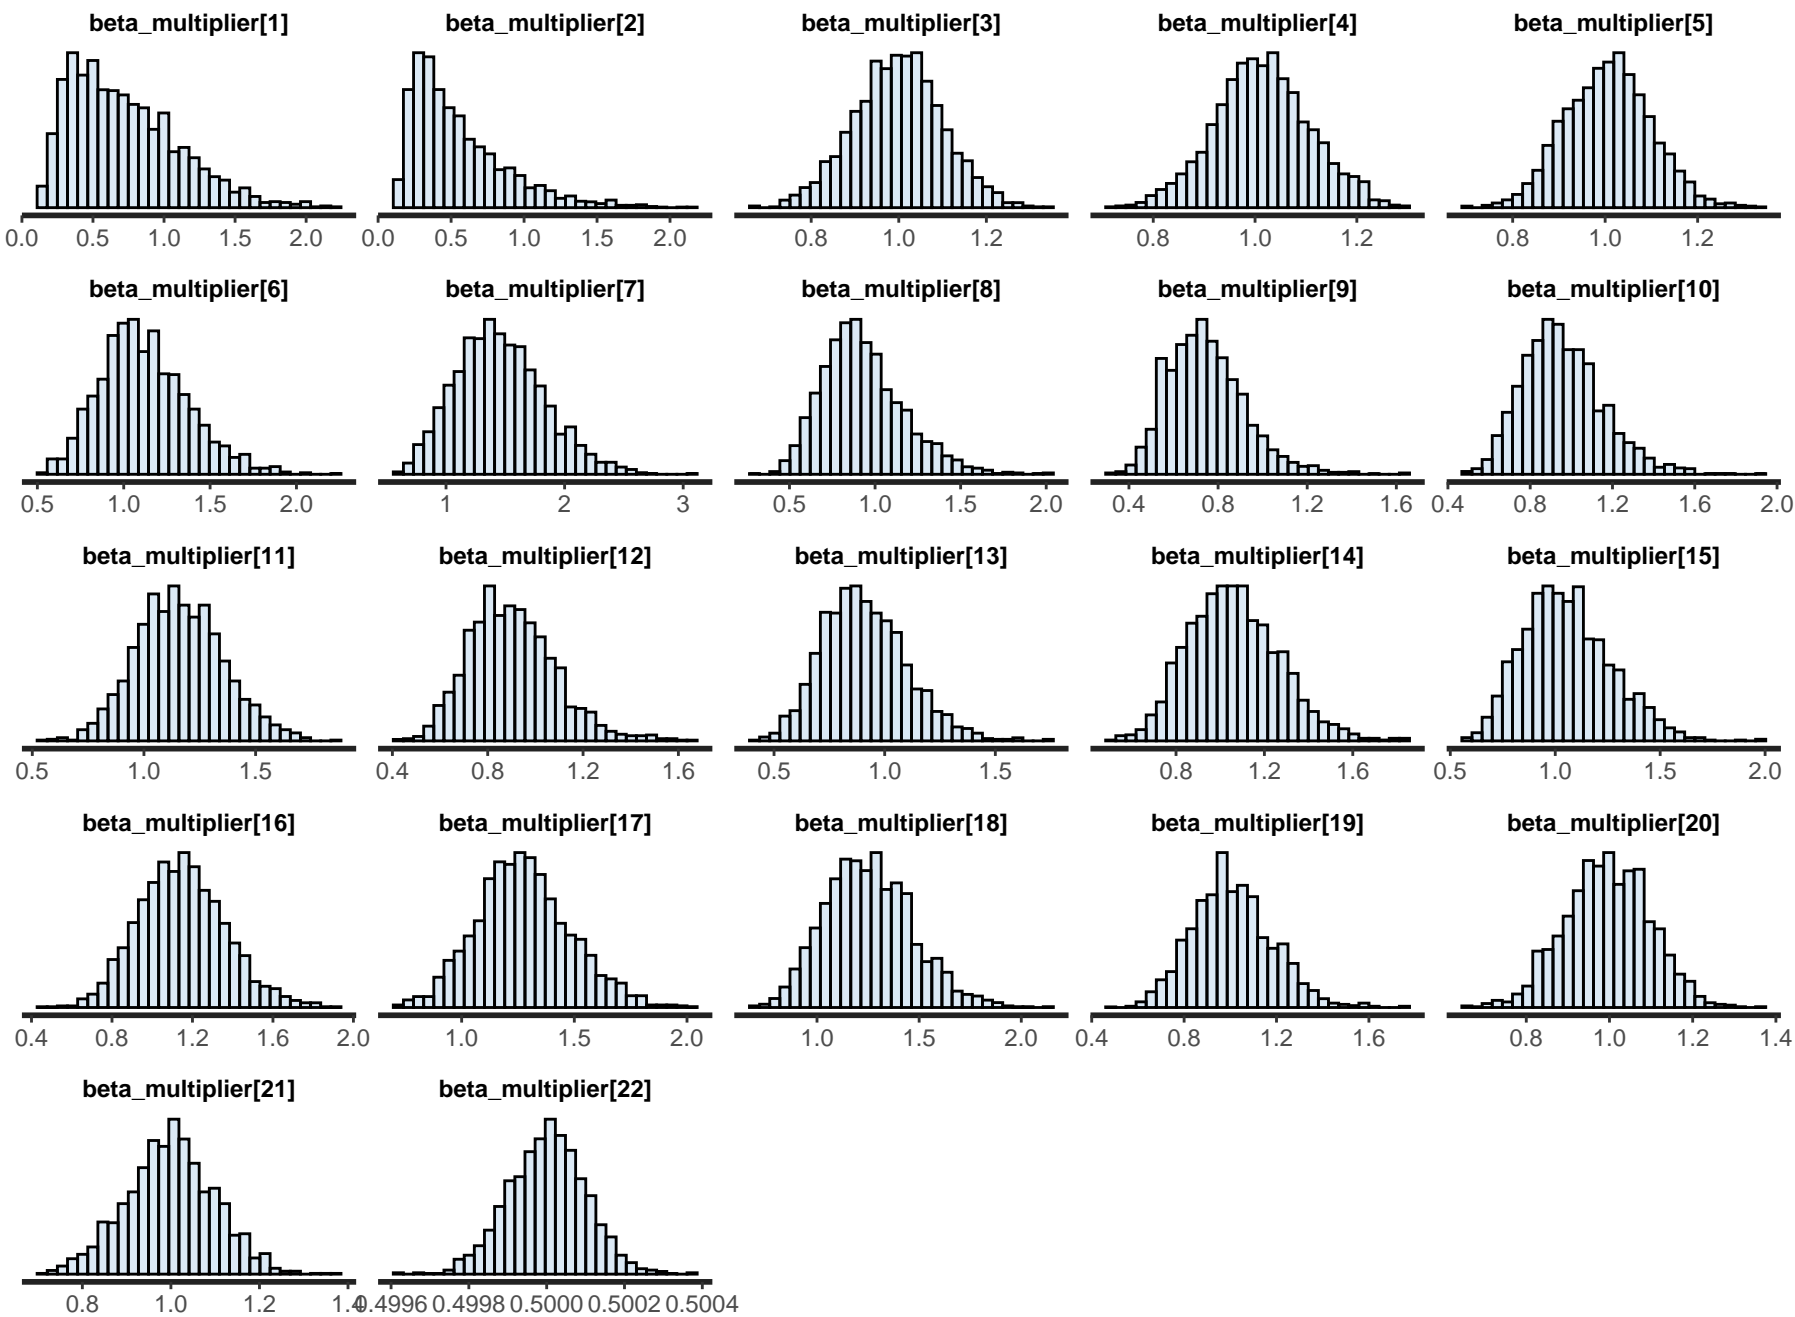 beta_multiplier[1] beta_multiplier[2] beta_multiplier[3] beta_multiplier[4] beta_multiplier[5]
0.0 0.5 1.0 1.5 2.0 0.0 0.5 1.0 1.5 2.0 0.8 1.0 1.2 0.8 1.0 1.2 0.8 1.0 1.2
beta_multiplier[6] beta_multiplier[7] beta_multiplier[8] beta_multiplier[9] beta_multiplier[10]
0.5 1.0 1.5 2.0 1 2 3 0.5 1.0 1.5 2.0 0.4 0.8 1.2 1.6 0.4 0.8 1.2 1.6 2.0
beta_multiplier[11] beta_multiplier[12] beta_multiplier[13] beta_multiplier[14] beta_multiplier[15]
0.5 1.0 1.5 0.4 0.8 1.2 1.6 0.5 1.0 1.5 0.8 1.2 1.6 0.5 1.0 1.5 2.0
beta_multiplier[16] beta_multiplier[17] beta_multiplier[18] beta_multiplier[19] beta_multiplier[20]
0.4 0.8 1.2 1.6 2.0 1.0 1.5 2.0 1.0 1.5 2.0 0.4 0.8 1.2 1.6 0.8 1.0 1.2 1.4
beta_multiplier[21] beta_multiplier[22]
0.8 1.0 1.2 1.4 0.4996 0.4998 0.5000 0.5002 0.5004